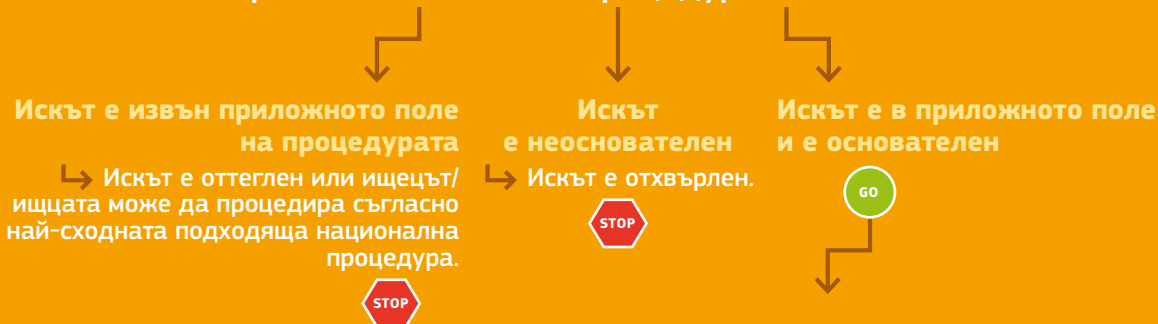 Искът е извън приложното поле
на процедурата
Искът е оттеглен или ищецът/
ищцата може да процедира съгласно
най-сходната подходяща национална
процедура.
STOP
Искът
е неоснователен
Искът е отхвърлен.
STOP
Искът е в приложното поле
и е основателен
GO